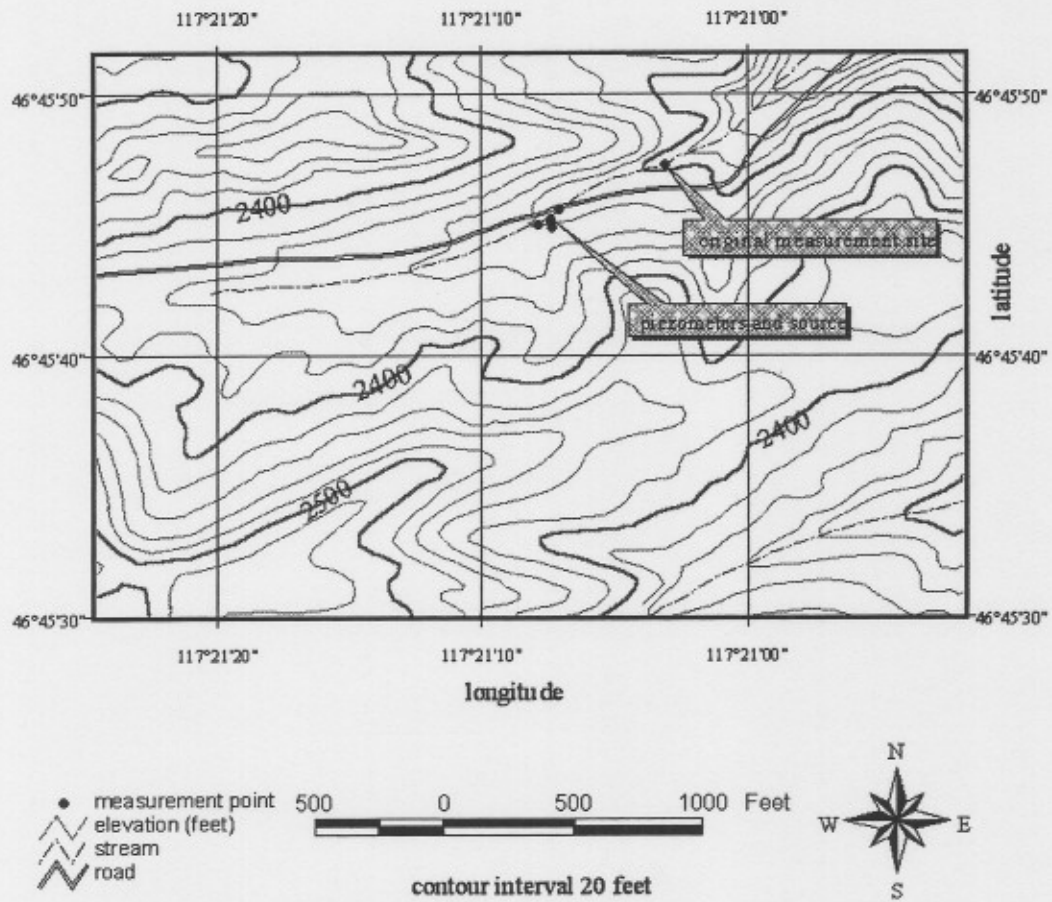 117°21'20" 117°21'10" 117°21'00"
46°45'50" 46°45'50"
2400
original measurement site
latitude
piezometers and source
46°45'40" 46°45'40"
2400
2400
2500
46°45'30" 46°45'30"
117°21'20" 117°21'10" 117°21'00"
longitude
N
measurement point
500 0 500 1000 Feet
elevation (feet)
W E
stream
road
contour interval 20 feet
S